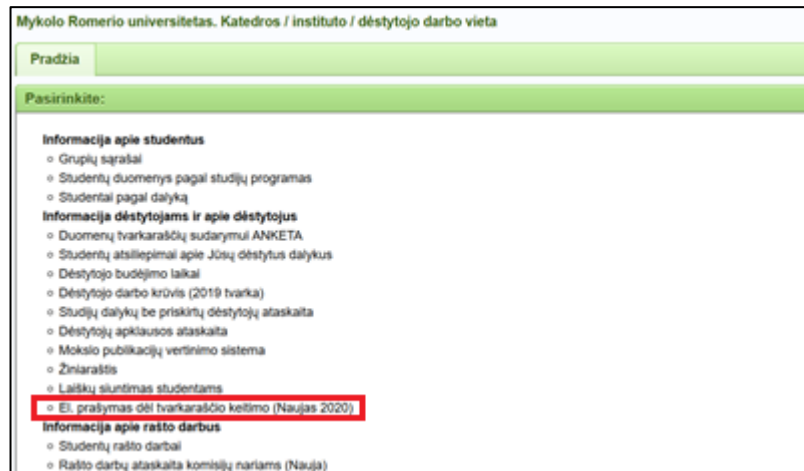 Mykolo Romerio universitetas. Katedros / instituto / dėstytojo darbo vieta
Pradžia
Pasirinkite:
Informacija apie studentus
Grupių sąrašai
Studentų duomenys pagal studijų programas
Studentai pagal dalyką
Informacija dėstytojams ir apie dėstytojus
Duomenų tvarkaraščių sudarymui ANKETA
Studentų atsiliepimai apie Jūsų dėstytus dalykus
Dėstytojo budėjimo laikai
Dėstytojo darbo krūvis (2019 tvarka)
Studijų dalykų be priskirtų dėstytojų ataskaita
Dėstytojų apklausos ataskaita
Mokslo publikacijų vertinimo sistema
Žiniaraštis
Laiškų siuntimas studentams
El. prašymas dėl tvarkaraščio keitimo (Naujas 2020)
Informacija apie rašto darbus
Studentų rašto darbai
Rašto darbų ataskaita komisijų nariams (Nauja)